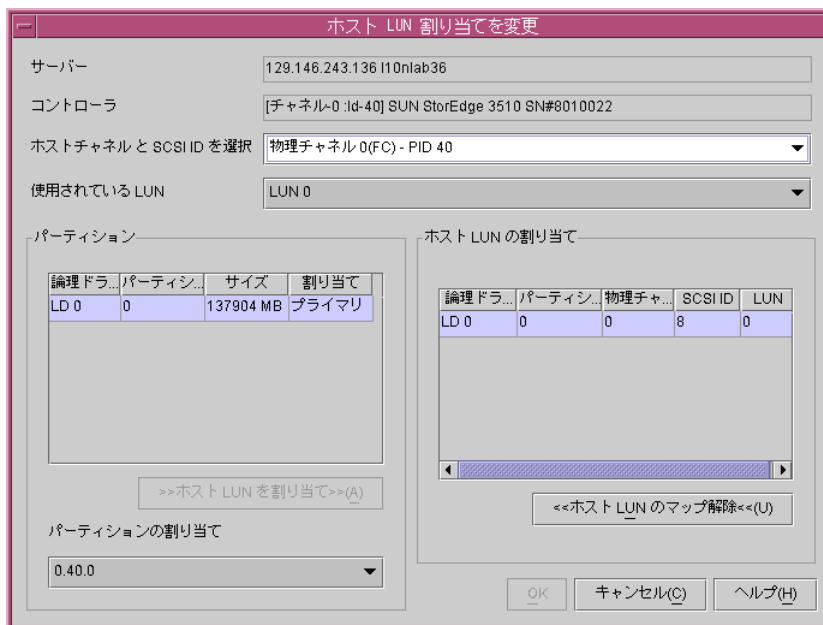 ホスト LUN 割り当てを変更
サーバー
129.146.243.136 l10nlab36
コントローラ
[チャネル-0 :Id-40] SUN StorEdge 3510 SN#8010022
ホストチャネル と SCSI ID を選択
物理チャネル 0(FC) - PID 40
使用されている LUN
LUN 0
パーティション
論理ドラ... パーティシ... サイズ 割り当て
LD 0 0 137904 MB プライマリ
>>ホスト LUN を割り当て>>(A)
パーティションの割り当て
0.40.0
ホスト LUN の割り当て
論理ドラ... パーティシ... 物理チャ... SCSI ID LUN
LD 0 0 0 8 0
<<ホスト LUN のマップ解除<<(U)
OK キャンセル(C) ヘルプ(H)